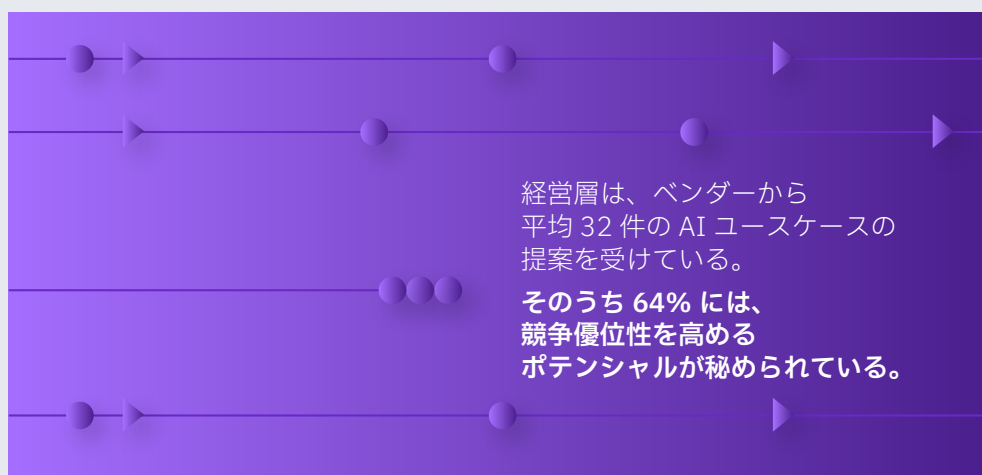 経営層は、ベンダーから
平均 32 件の AI ユースケースの
提案を受けている。
そのうち 64% には、
競争優位性を高める
ポテンシャルが秘められている。